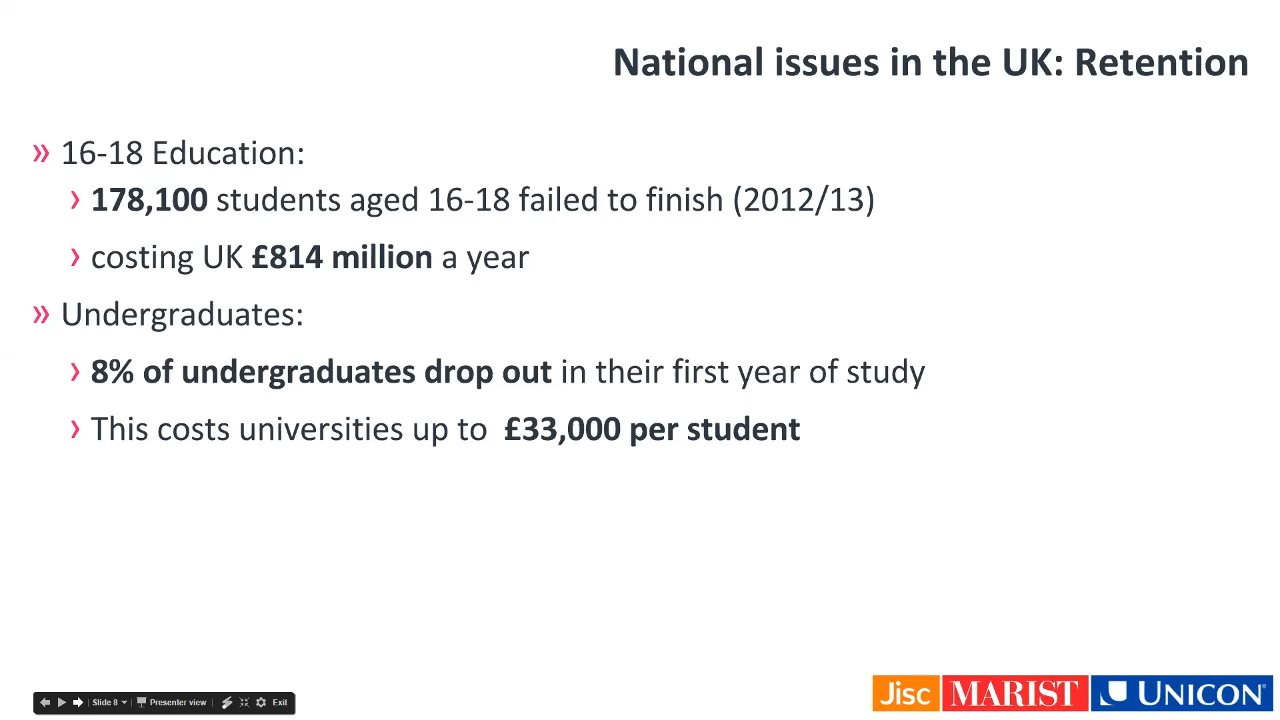 National issues in the UK: Retention
» 16-18 Education:
› 178,100 students aged 16-18 failed to finish (2012/13)
› costing UK £814 million a year
» Undergraduates:
› 8% of undergraduates drop out in their first year of study
› This costs universities up to £33,000 per student
Slide 8 Presenter view Exit
Jisc MARIST UNICON®